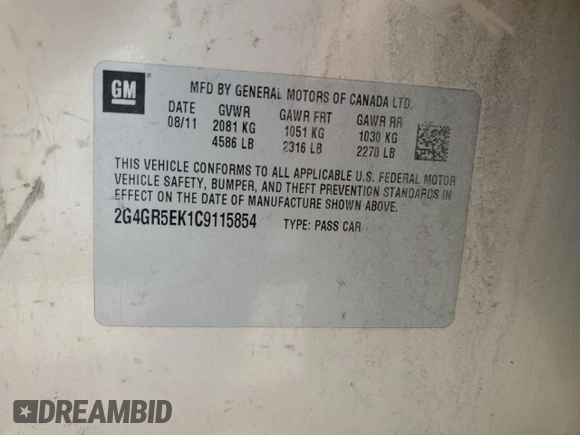 GM
MFD BY GENERAL MOTORS OF CANADA LTD.
DATE GVWR GAWR FRT GAWR RR
08/11 2081 KG 1051 KG 1030 KG
4586 LB 2316 LB 2270 LB
THIS VEHICLE CONFORMS TO ALL APPLICABLE U.S. FEDERAL MOTOR
VEHICLE SAFETY, BUMPER, AND THEFT PREVENTION STANDARDS IN
EFFECT ON THE DATE OF MANUFACTURE SHOWN ABOVE.
2G4GR5EK1C9115854 TYPE: PASS CAR
DREAMBID